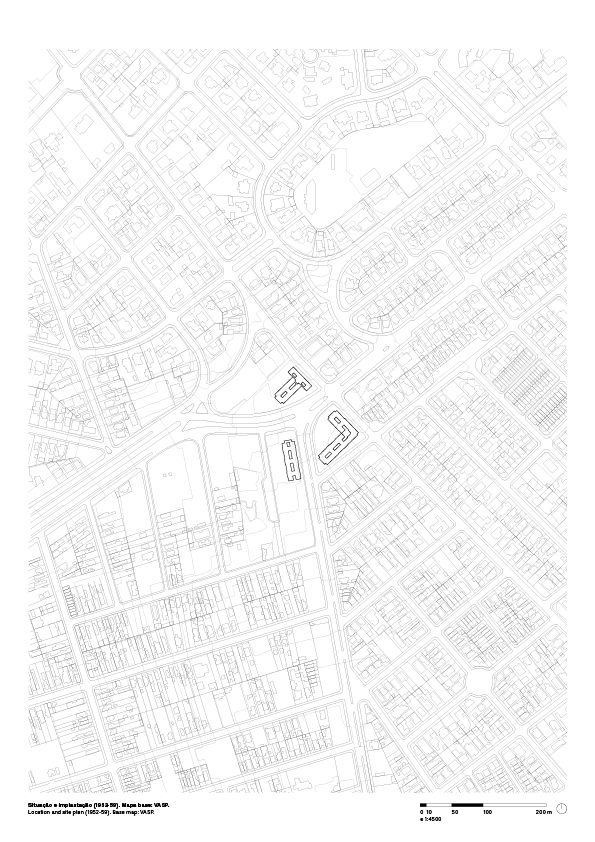 Situação e implantação (1952-59). Mapa base: VASP.
Location and site plan (1952-59). Base map: VASP.
0 10 50 100 200 m
e 1:4500